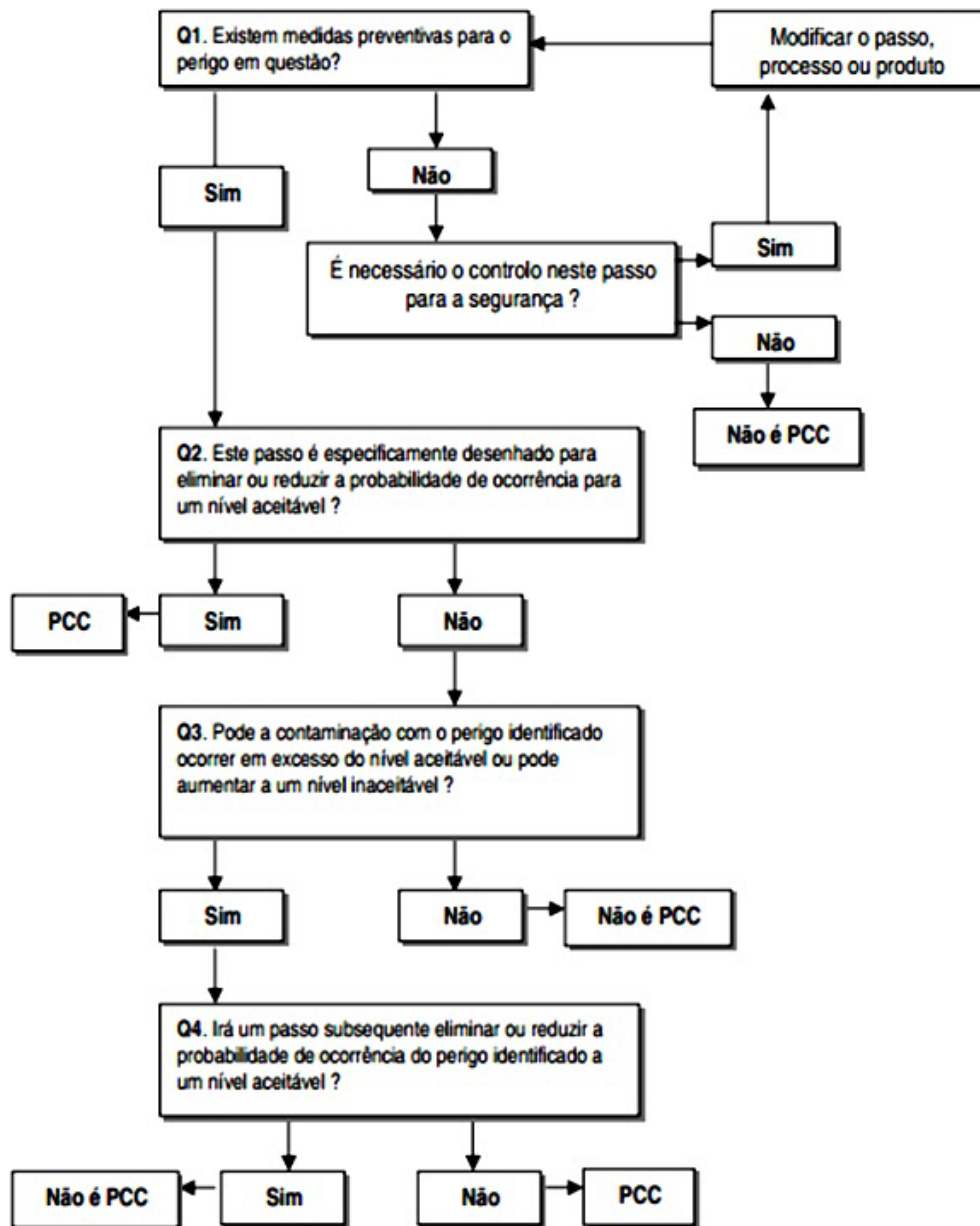 Q1. Existem medidas preventivas para o
perigo em questão?
Modificar o passo,
processo ou produto
Não
Sim
É necessário o controlo neste passo
para a segurança ?
Sim
Não
Não é PCC
Q2. Este passo é especificamente desenhado para
eliminar ou reduzir a probabilidade de ocorrência para
um nível aceitável ?
PCC
Sim
Não
Q3. Pode a contaminação com o perigo identificado
ocorrer em excesso do nível aceitável ou pode
aumentar a um nível inaceitável ?
Sim
Não
Não é PCC
Q4. Irá um passo subsequente eliminar ou reduzir a
probabilidade de ocorrência do perigo identificado a
um nível aceitável ?
Não é PCC
Sim
Não
PCC